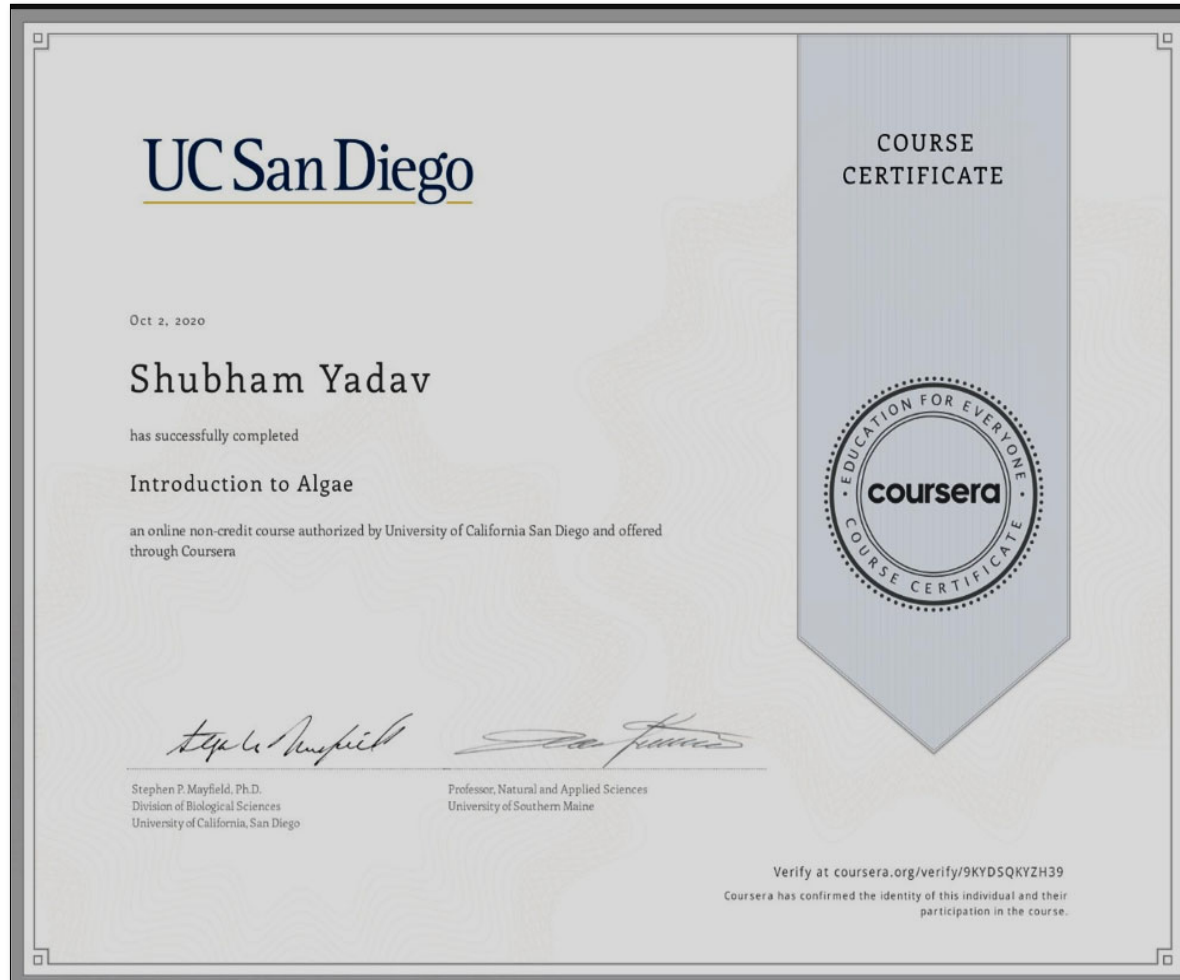 UC San Diego
COURSE
CERTIFICATE
Oct 2, 2020
Shubham Yadav
has successfully completed
Introduction to Algae
an online non-credit course authorized by University of California San Diego and offered
through Coursera
EDUCATION FOR EVERYONE
coursera
COURSE CERTIFICATE
Stephen P. Mayfield, Ph.D.
Division of Biological Sciences
University of California, San Diego
Professor, Natural and Applied Sciences
University of Southern Maine
Verify at coursera.org/verify/9KYDSQKYZH39
Coursera has confirmed the identity of this individual and their
participation in the course.